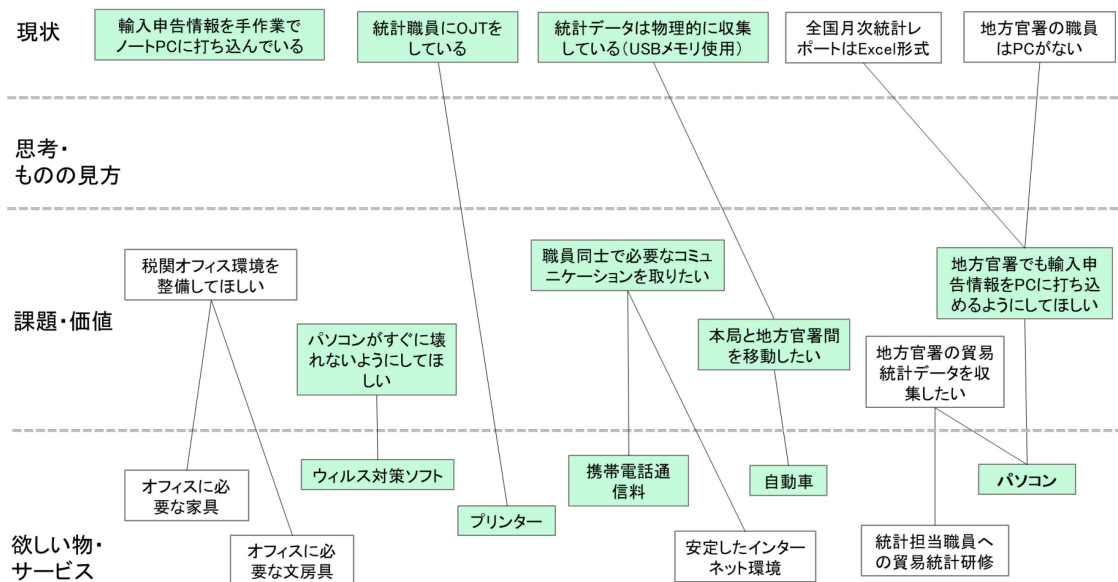 現状
輸入申告情報を手作業で
ノートPCに打ち込んでいる
統計職員にOJTを
している
統計データは物理的に収集
している(USBメモリ使用)
全国月次統計レ
ポートはExcel形式
地方官署の職員
はPCがない
思考・
ものの見方
課題・価値
税関オフィス環境を
整備してほしい
職員同士で必要なコミュ
ニケーションを取りたい
地方官署でも輸入申
告情報をPCに打ち込
めるようにしてほしい
パソコンがすぐに壊
れないようにしてほ
しい
本局と地方官署間
を移動したい
地方官署の貿易
統計データを収
集したい
欲しい物・
サービス
オフィスに必
要な家具
ウィルス対策ソフト
携帯電話通
信料
自動車
パソコン
プリンター
オフィスに必
要な文房具
安定したインター
ネット環境
統計担当職員へ
の貿易統計研修